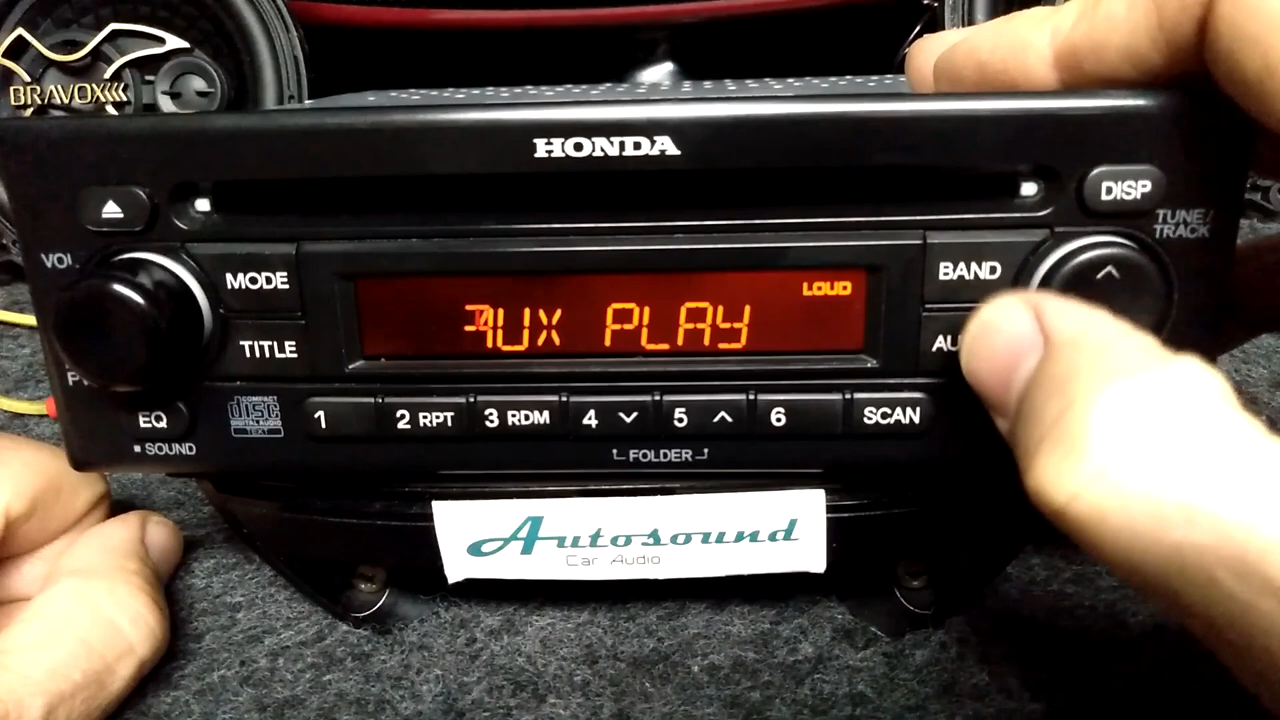 BRAVOX
HONDA
DISP
TUNE/
TRACK
VOL
MODE
BAND
LOUD
AUX PLAY
TITLE
AU
P
EQ
COMPACT
disc
DIGITAL AUDIO
TEXT
1
2 RPT
3 RDM
4
5
6
SCAN
SOUND
FOLDER
Autosound
Car Audio